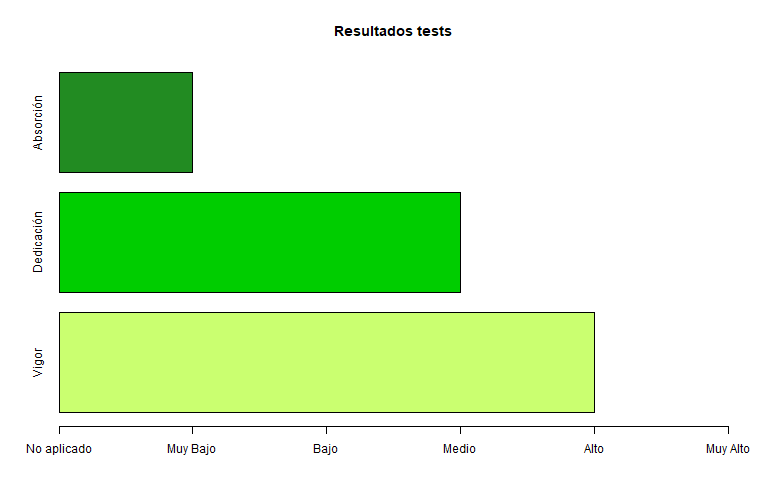 Resultados tests
Absorción
Dedicación
Vigor
No aplicado
Muy Bajo
Bajo
Medio
Alto
Muy Alto